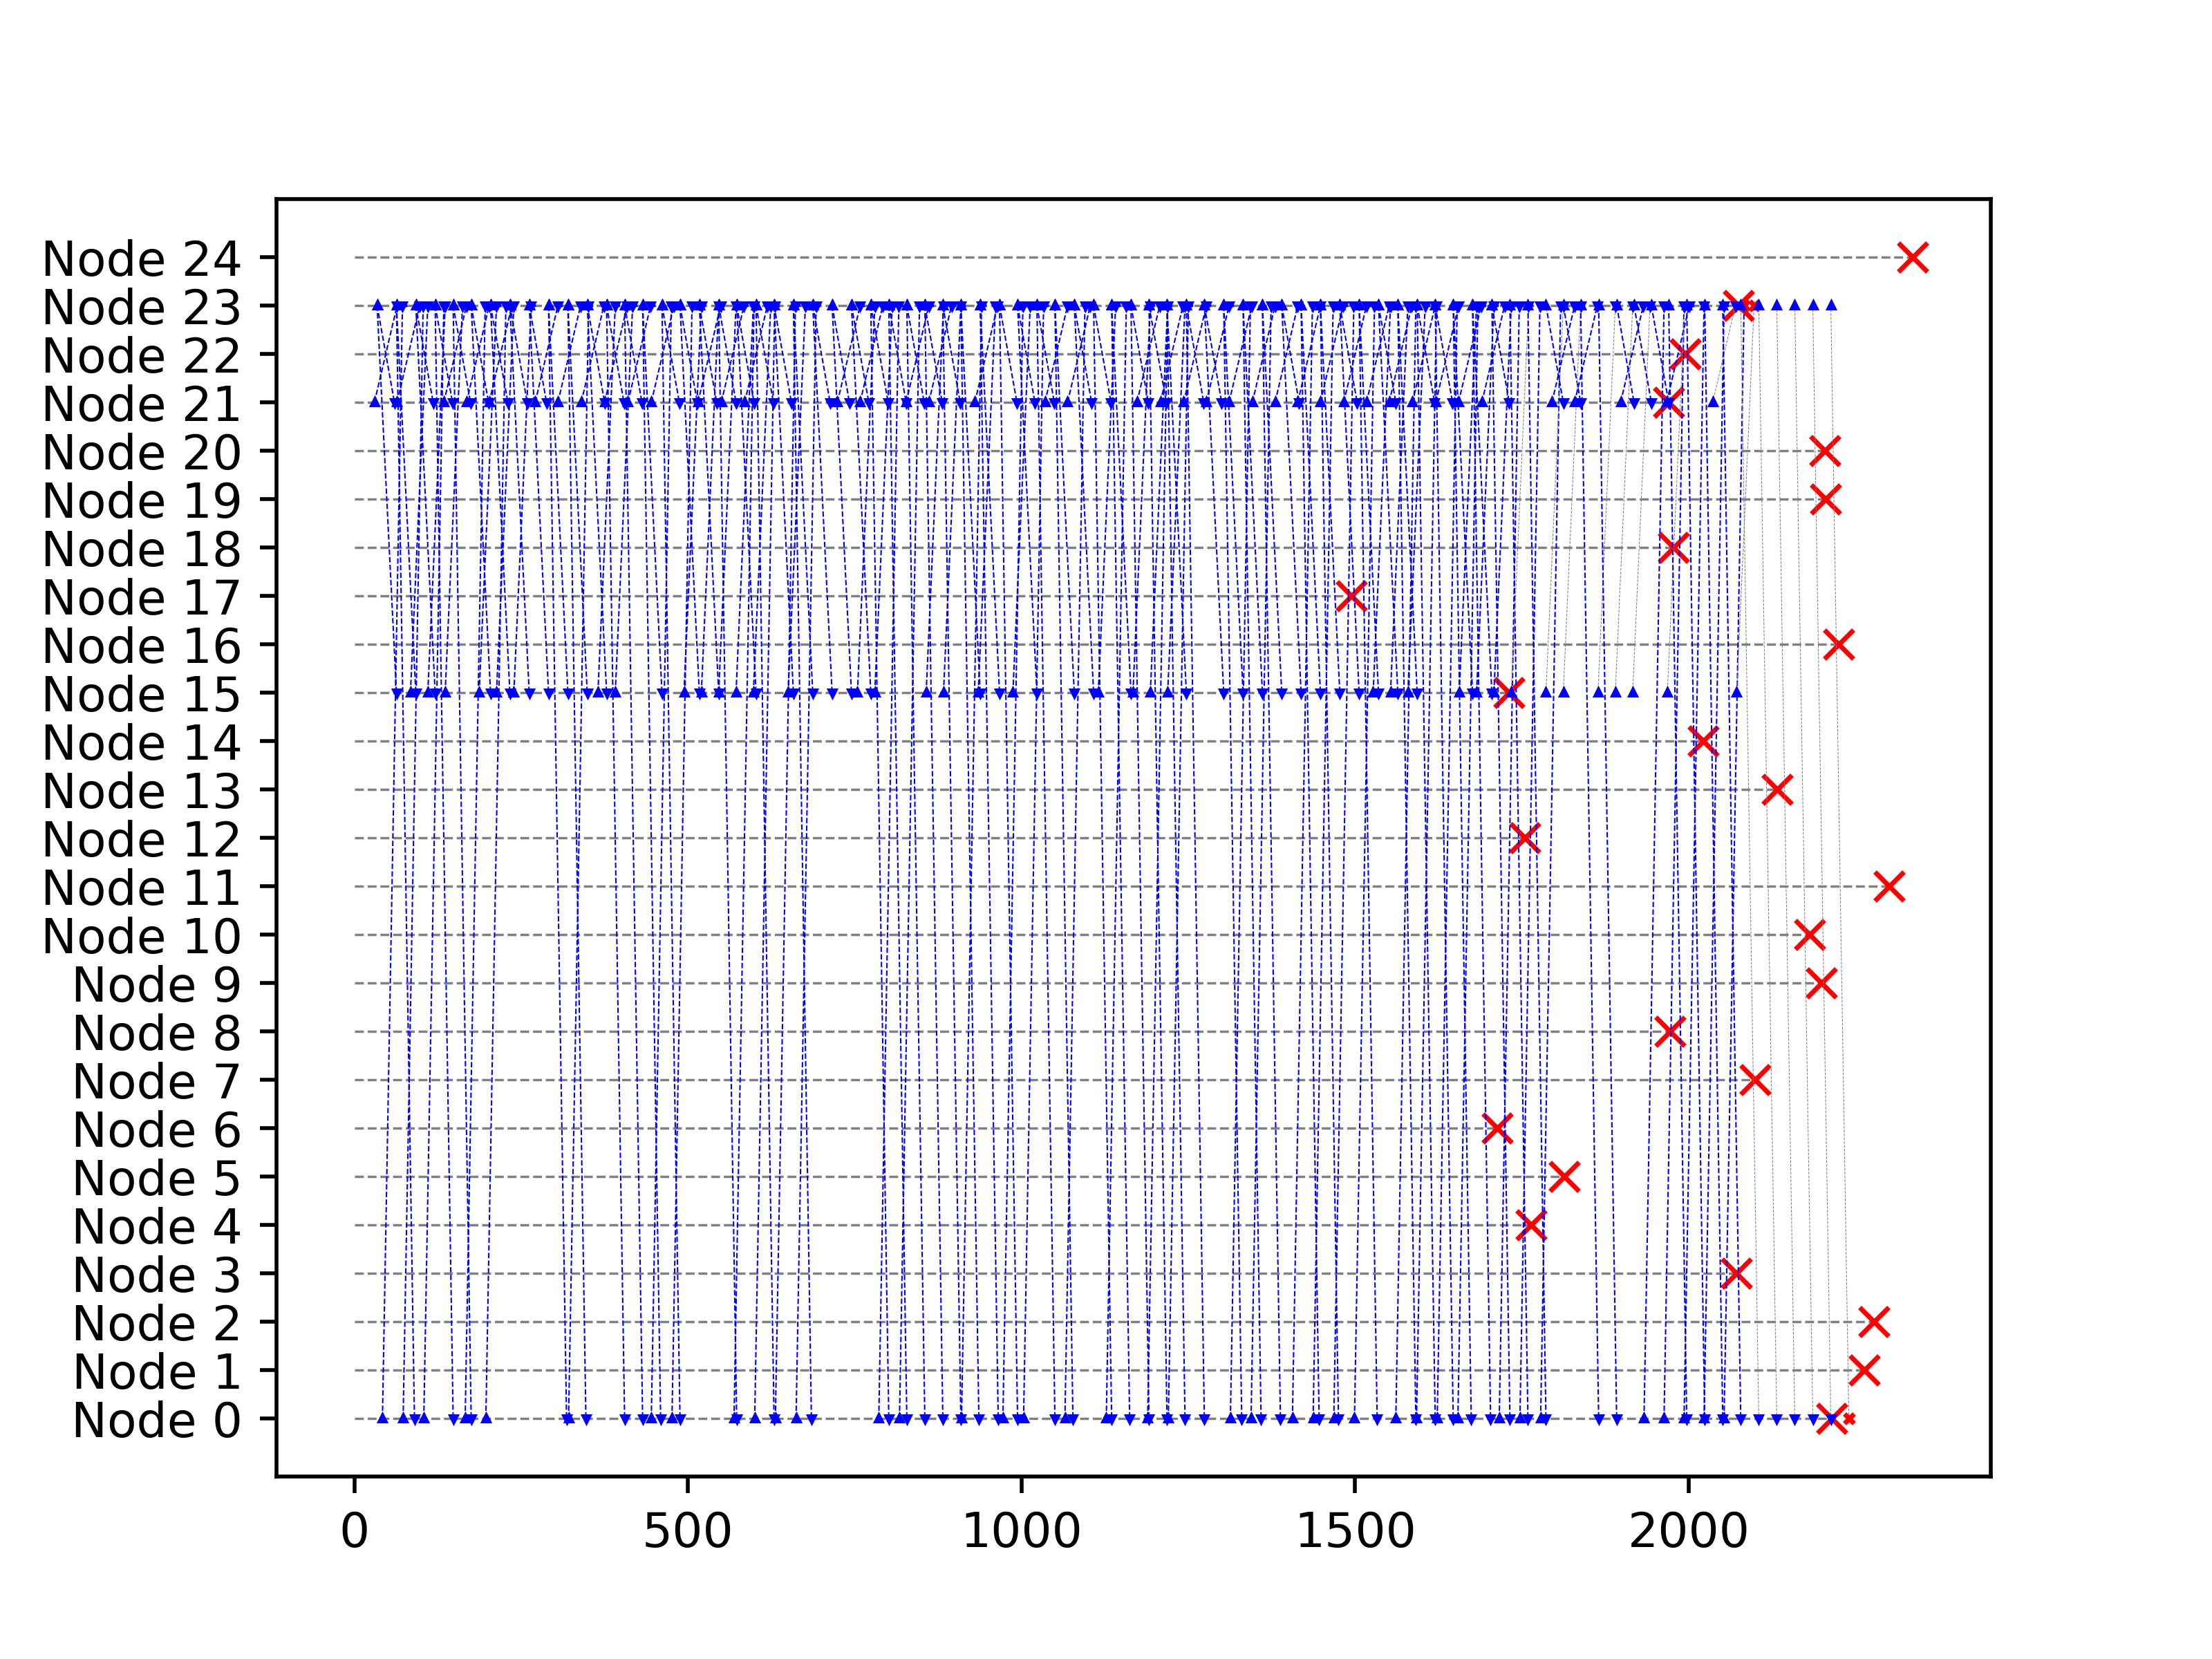 Node 24
Node 23
Node 22
Node 21
Node 20
Node 19
Node 18
Node 17
Node 16
Node 15
Node 14
Node 13
Node 12
Node 11
Node 10
Node 9
Node 8
Node 7
Node 6
Node 5
Node 4
Node 3
Node 2
Node 1
Node 0
0 500 1000 1500 2000